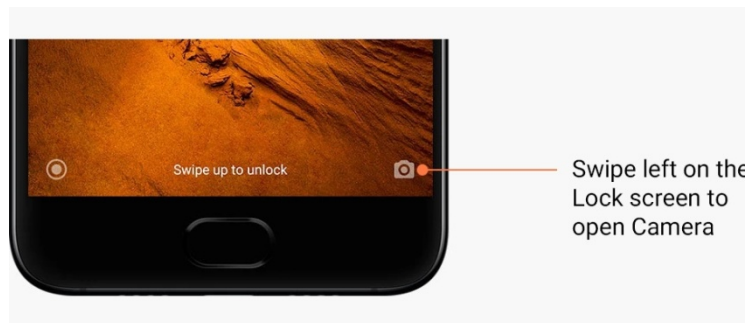 Swipe up to unlock
Swipe left on the
Lock screen to
open Camera